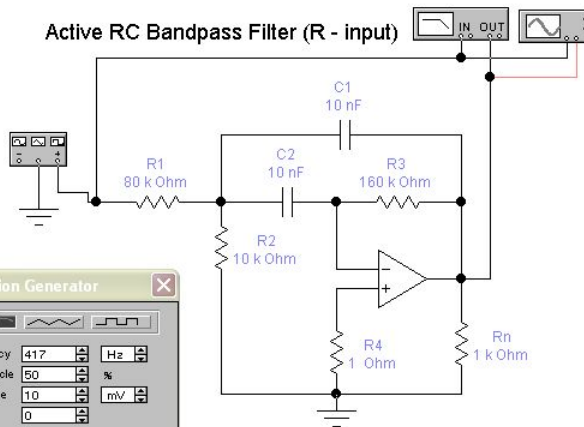 Active RC Bandpass Filter (R - input)
IN OUT
C1
10 nF
C2
10 nF
R1
80 k Ohm
R3
160 k Ohm
R2
10 k Ohm
R4
1 Ohm
Rn
1 k Ohm
ion Generator
cy 417 Hz
cle 50 %
e 10 mV
0